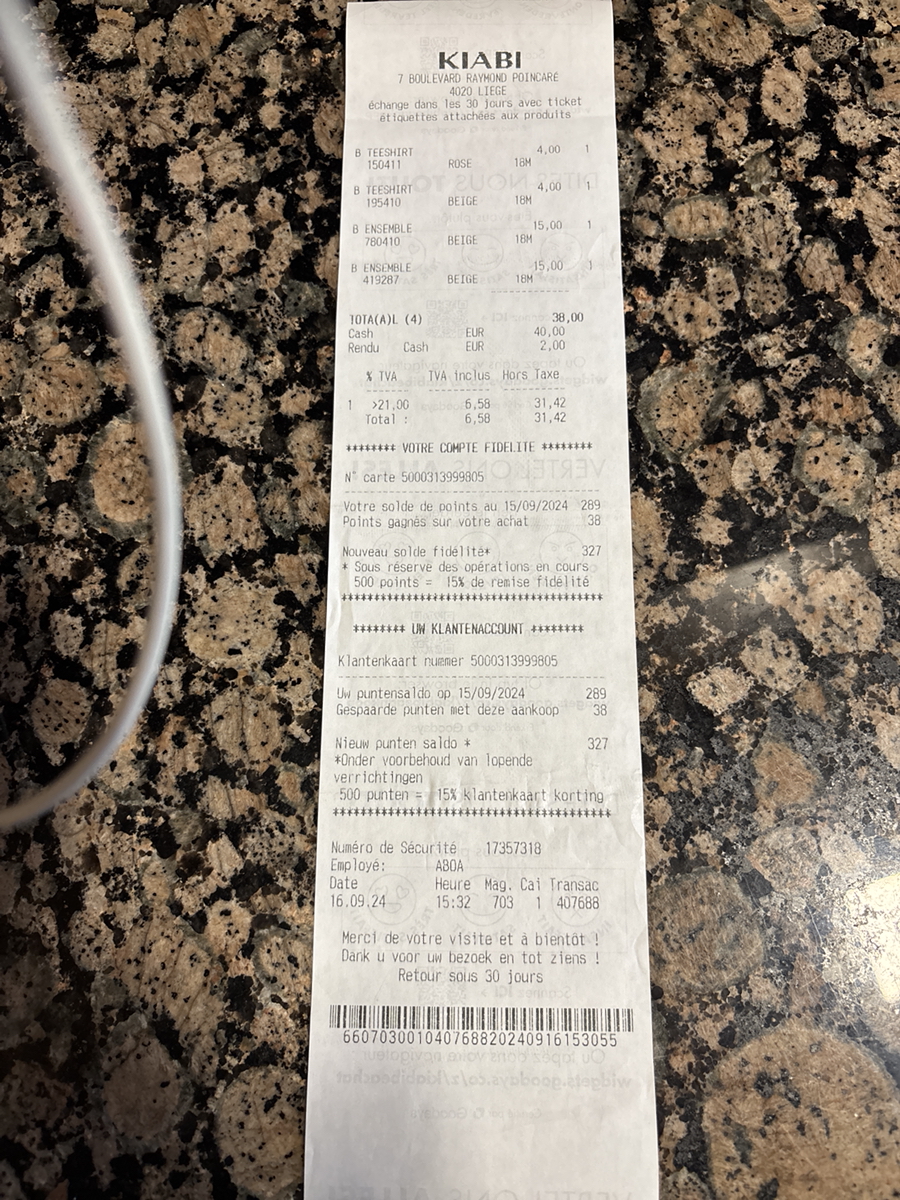 KIABI
7 BOULEVARD RAYMOND POINCARE
4020 LIEGE
échange dans les 30 jours avec ticket
étiquettes attachées aux produits
B TEESHIRT 4,00 1
150411 ROSE 18M
B TEESHIRT 4,00 1
195410 BEIGE 18M
B ENSEMBLE 15,00 1
780410 BEIGE 18M
B ENSEMBLE 15,00 1
419287 BEIGE 18M
------------
TOTA(A)L (4) 38,00
Cash EUR 40,00
Rendu Cash EUR 2,00
% TVA TVA inclus Hors Taxe
1 >21,00 6,58 31,42
Total : 6,58 31,42
******** VOTRE COMPTE FIDELITE ********
N° carte 5000313999805
Votre solde de points au 15/09/2024 289
Points gagnés sur votre achat 38
Nouveau solde fidélité* 327
* Sous réserve des opérations en cours
500 points = 15% de remise fidélité
****************************************
******** UW KLANTENACCOUNT ********
Klantenkaart nummer 5000313999805
Uw puntensaldo op 15/09/2024 289
Gespaarde punten met deze aankoop 38
Nieuw punten saldo * 327
*Onder voorbehoud van lopende
verrichtingen
500 punten = 15% klantenkaart korting
****************************************
Numéro de Sécurité 17357318
Employé: ABOA
Date Heure Mag. Cai Transac
16.09.24 15:32 703 1 407688
Merci de votre visite et à bientôt !
Dank u voor uw bezoek en tot ziens !
Retour sous 30 jours
660703001040768820240916153055